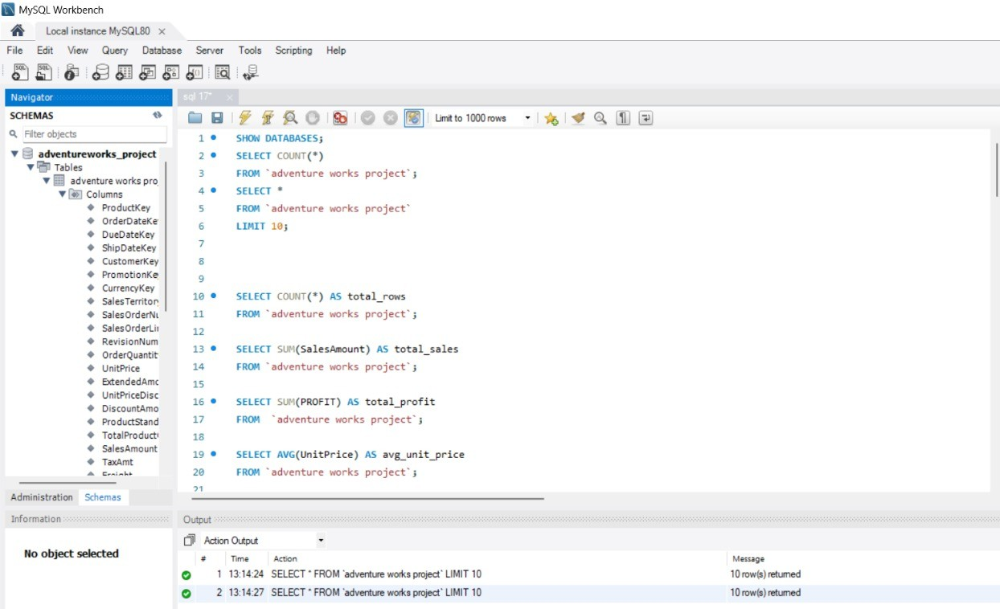 MySQL Workbench
Local instance MySQL80
File Edit View Query Database Server Tools Scripting Help
Navigator
SCHEMAS
Filter objects
adventureworks_project
Tables
adventure works pro
Columns
ProductKey
OrderDateKe
DueDateKey
ShipDateKey
CustomerKey
PromotionKe
CurrencyKey
SalesTerritor
SalesOrderNu
SalesOrderLi
RevisionNum
OrderQuantit
UnitPrice
ExtendedAmo
UnitPriceDisc
DiscountAmo
ProductStand
TotalProduct
SalesAmount
TaxAmt
Freight
Administration Schemas
Information
No object selected
sql 17*
Limit to 1000 rows
1 SHOW DATABASES;
2 SELECT COUNT(*)
3 FROM `adventure works project`;
4 SELECT *
5 FROM `adventure works project`
6 LIMIT 10;
7
8
9
10 SELECT COUNT(*) AS total_rows
11 FROM `adventure works project`;
12
13 SELECT SUM(SalesAmount) AS total_sales
14 FROM `adventure works project`;
15
16 SELECT SUM(PROFIT) AS total_profit
17 FROM  `adventure works project`;
18
19 SELECT AVG(UnitPrice) AS avg_unit_price
20 FROM `adventure works project`;
21
Output
Action Output
# Time Action Message
1 13:14:24 SELECT * FROM `adventure works project` LIMIT 10 10 row(s) returned
2 13:14:27 SELECT * FROM `adventure works project` LIMIT 10 10 row(s) returned